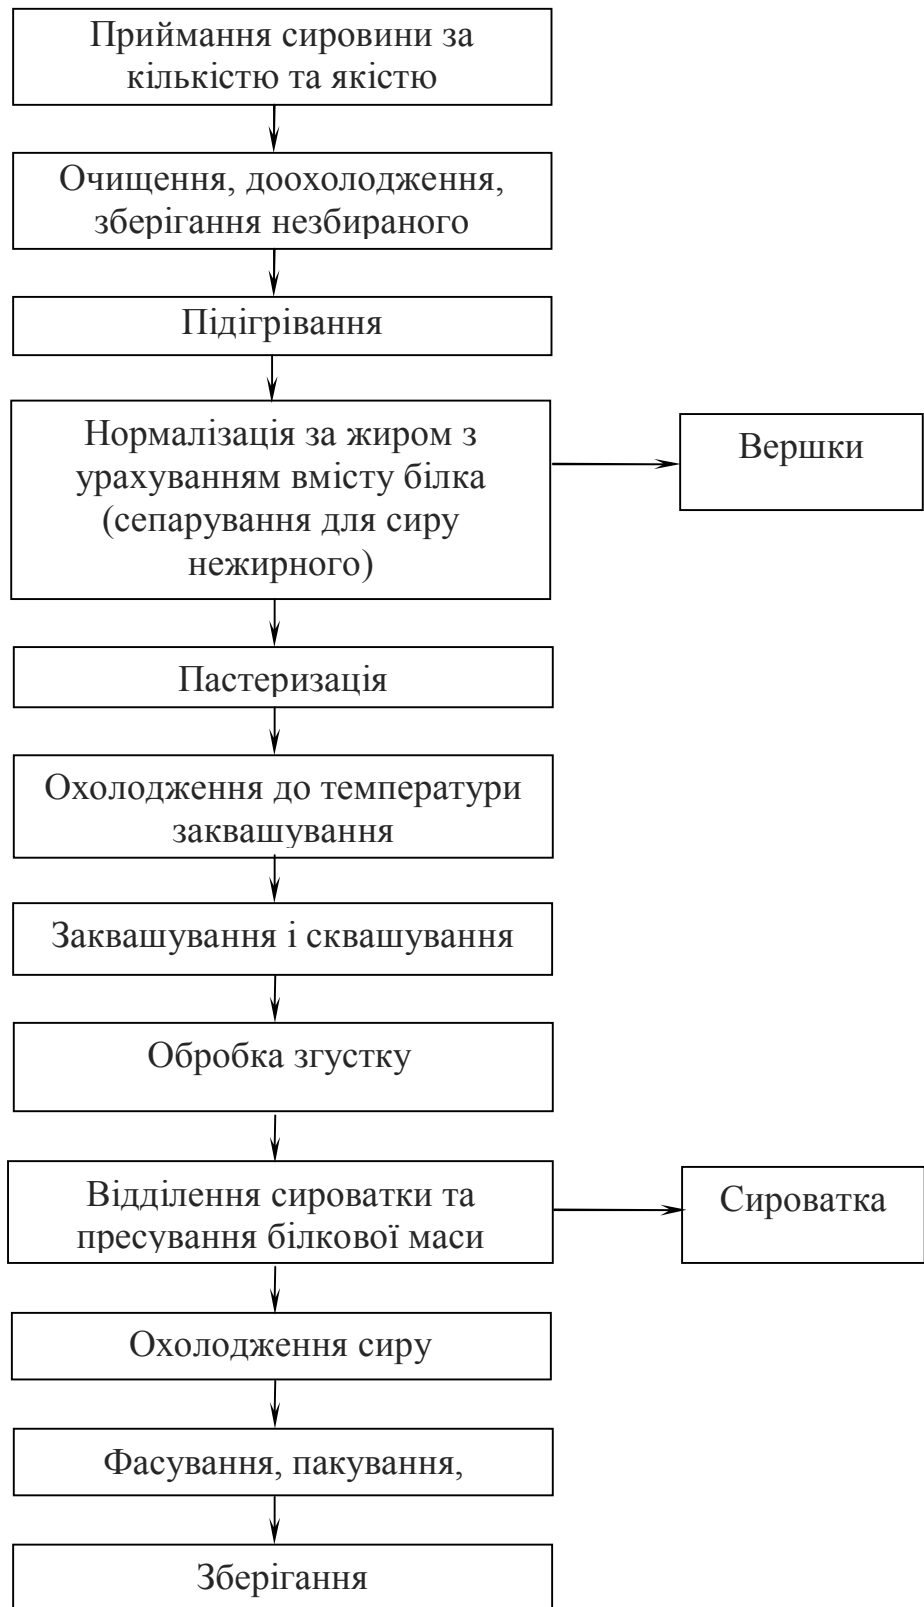 Приймання сировини за
кількістю та якістю
Очищення, доохолодження,
зберігання незбираного
Підігрівання
Нормалізація за жиром з
урахуванням вмісту білка
(сепарування для сиру
нежирного)
Вершки
Пастеризація
Охолодження до температури
заквашування
Заквашування і сквашування
Обробка згустку
Відділення сироватки та
пресування білкової маси
Сироватка
Охолодження сиру
Фасування, пакування,
Зберігання